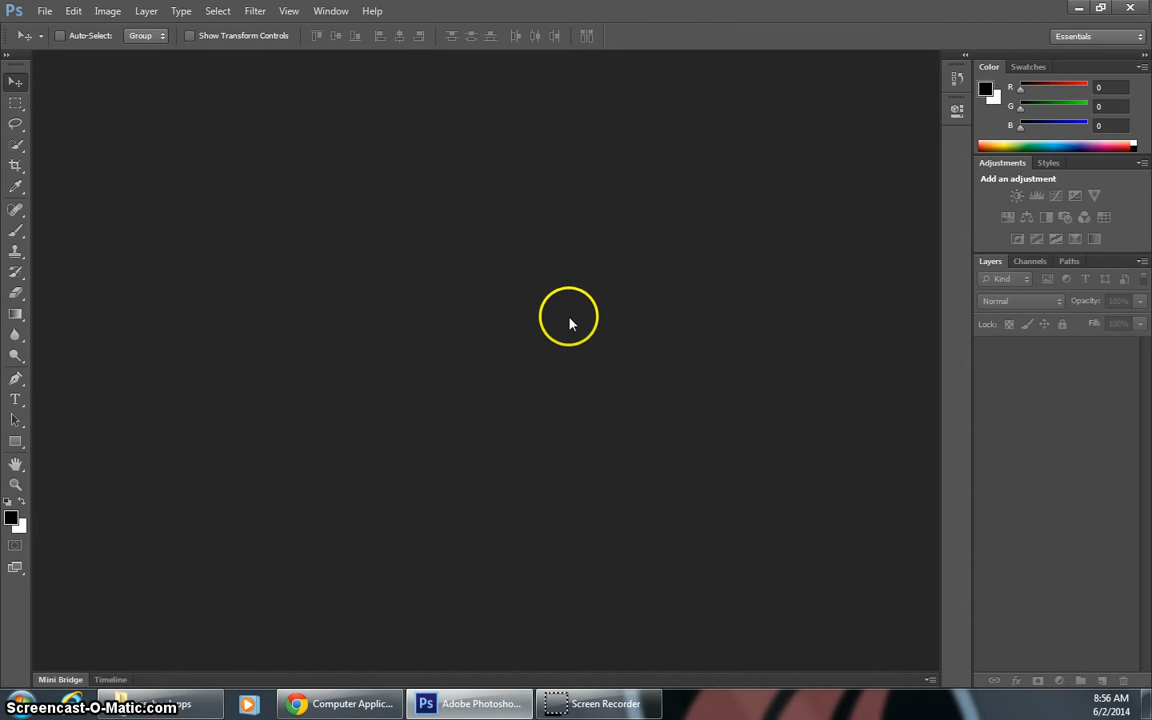 Ps File Edit Image Layer Type Select Filter View Window Help
Auto-Select: Group Show Transform Controls Essentials
Color Swatches
R 0
G 0
B 0
Adjustments Styles
Add an adjustment
Layers Channels Paths
Kind
Normal Opacity: 100%
Lock: Fill: 100%
Mini Bridge Timeline
Computer Applic... Ps Adobe Photosho... Screen Recorder 8:56 AM
6/2/2014
Screencast-O-Matic.com